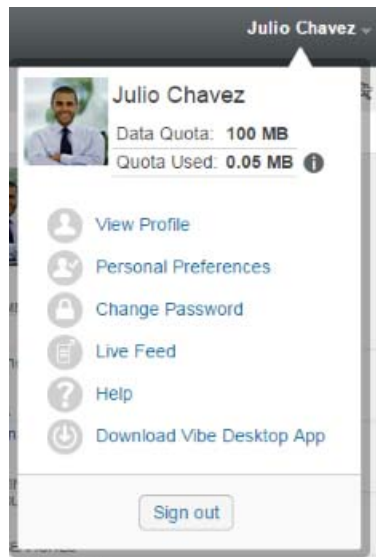 Julio Chavez
Julio Chavez
Data Quota: 100 MB
Quota Used: 0.05 MB
View Profile
Personal Preferences
Change Password
Live Feed
Help
Download Vibe Desktop App
Sign out